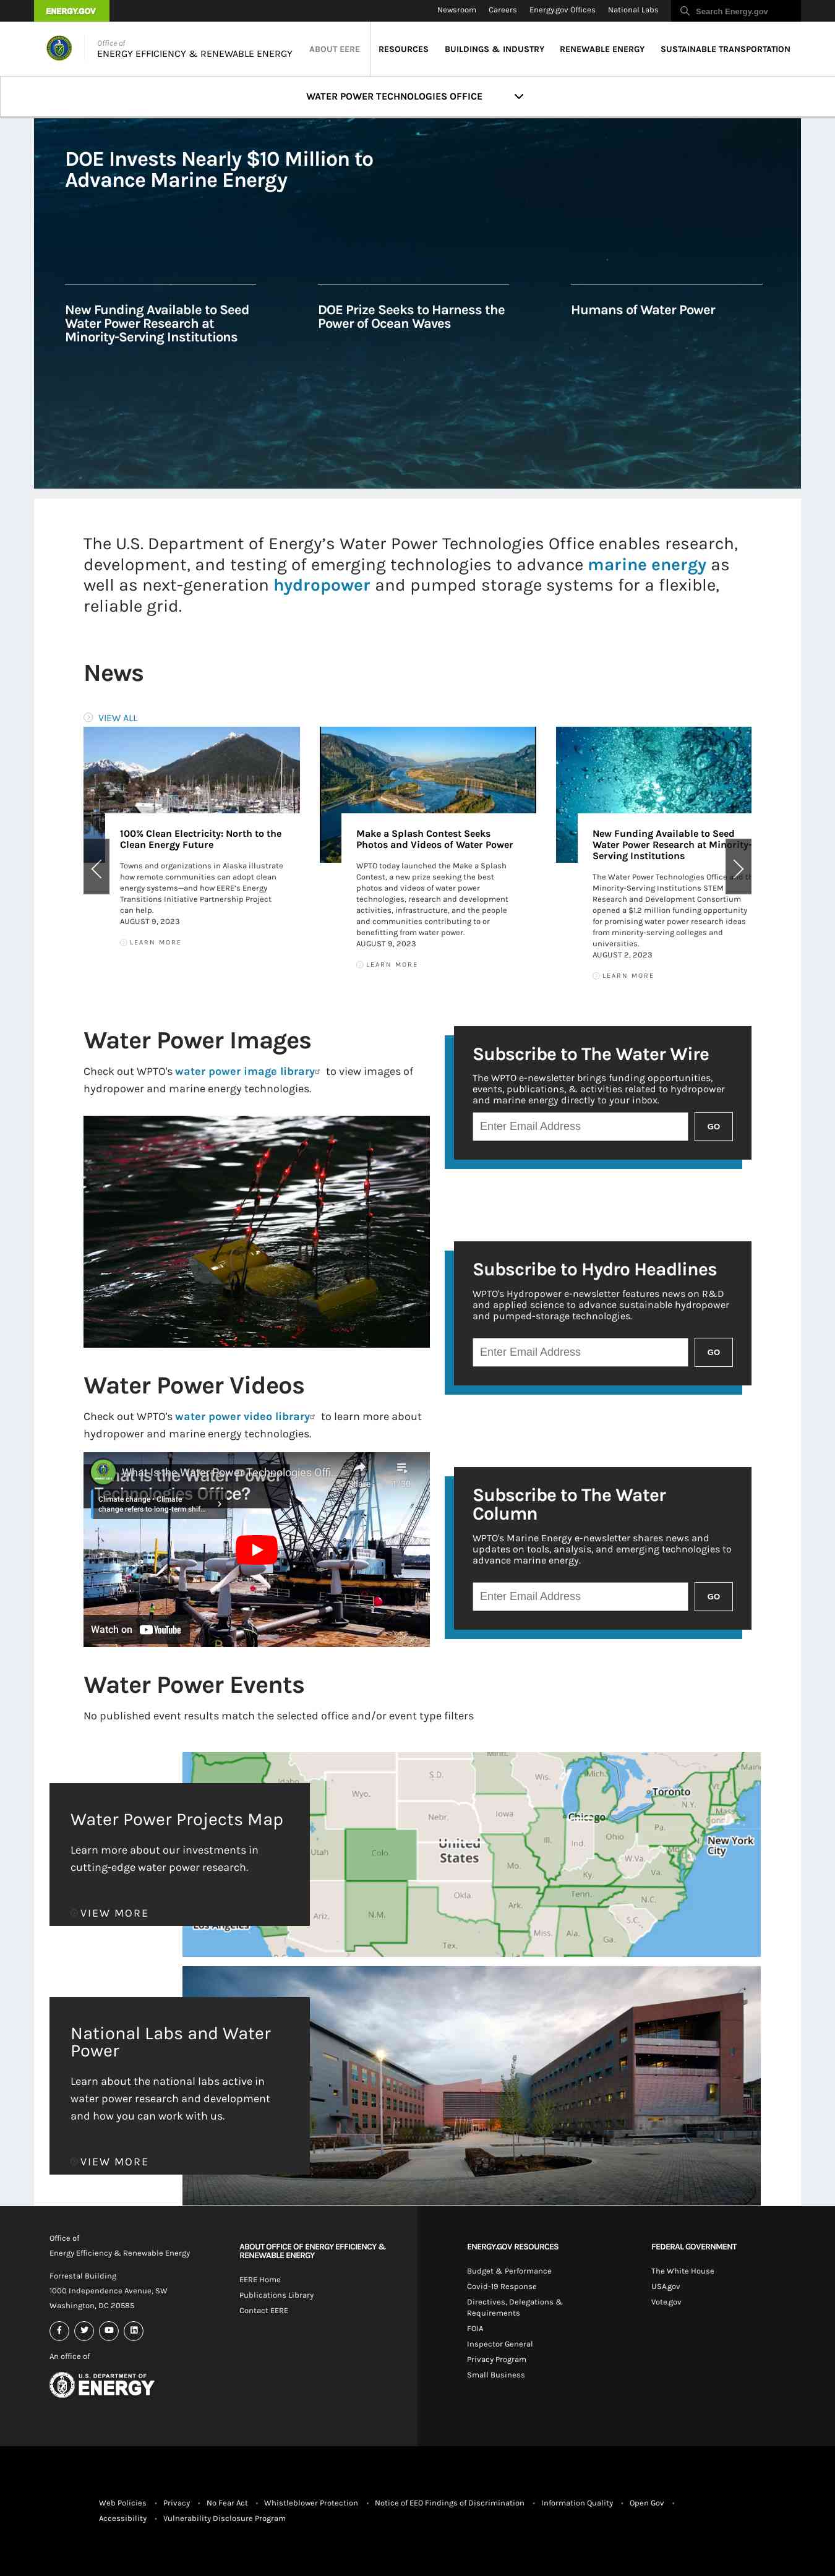 ENERGY.GOV
Newsroom Careers Energy.gov Offices National Labs Search Energy.gov
Office of
ENERGY EFFICIENCY & RENEWABLE ENERGY
ABOUT EERE RESOURCES BUILDINGS & INDUSTRY RENEWABLE ENERGY SUSTAINABLE TRANSPORTATION
WATER POWER TECHNOLOGIES OFFICE
DOE Invests Nearly $10 Million to
Advance Marine Energy
New Funding Available to Seed
Water Power Research at
Minority-Serving Institutions
DOE Prize Seeks to Harness the
Power of Ocean Waves
Humans of Water Power
The U.S. Department of Energy’s Water Power Technologies Office enables research,
development, and testing of emerging technologies to advance marine energy as
well as next-generation hydropower and pumped storage systems for a flexible,
reliable grid.
News
VIEW ALL
100% Clean Electricity: North to the
Clean Energy Future
Towns and organizations in Alaska illustrate
how remote communities can adopt clean
energy systems—and how EERE's Energy
Transitions Initiative Partnership Project
can help.
AUGUST 9, 2023
LEARN MORE
Make a Splash Contest Seeks
Photos and Videos of Water Power
WPTO today launched the Make a Splash
Contest, a new prize seeking the best
photos and videos of water power
technologies, research and development
activities, infrastructure, and the people
and communities contributing to or
benefitting from water power.
AUGUST 9, 2023
LEARN MORE
New Funding Available to Seed
Water Power Research at Minority-
Serving Institutions
The Water Power Technologies Office and th
Minority-Serving Institutions STEM
Research and Development Consortium
opened a $1.2 million funding opportunity
for promising water power research ideas
from minority-serving colleges and
universities.
AUGUST 2, 2023
LEARN MORE
Water Power Images
Check out WPTO's water power image library to view images of
hydropower and marine energy technologies.
Subscribe to The Water Wire
The WPTO e-newsletter brings funding opportunities,
events, publications, & activities related to hydropower
and marine energy directly to your inbox.
Enter Email Address GO
Subscribe to Hydro Headlines
WPTO's Hydropower e-newsletter features news on R&D
and applied science to advance sustainable hydropower
and pumped-storage technologies.
Enter Email Address GO
Water Power Videos
Check out WPTO's water power video library to learn more about
hydropower and marine energy technologies.
What Is the Water Power Technologies Offi...
What is the Water Power
Technologies Office?
Share
Climate change - Climate
change refers to long-term shif...
Watch on YouTube
Subscribe to The Water
Column
WPTO's Marine Energy e-newsletter shares news and
updates on tools, analysis, and emerging technologies to
advance marine energy.
Enter Email Address GO
Water Power Events
No published event results match the selected office and/or event type filters
Water Power Projects Map
Learn more about our investments in
cutting-edge water power research.
VIEW MORE
Idaho
S.D.
Minn.
Wis.
Mich.
Toronto
Wyo.
N.Y.
Mass.
Maine
Conn.
Nebr.
Iowa
Chicago
Utah
Colo.
United
States
Ill.
Ind.
Ohio
Pa.
New York
City
Mo.
W.Va.
Va.
Ky.
Okla.
Tenn.
N.C.
Ariz.
N.M.
Ark.
S.C.
Los Angeles
Tex.
Miss.
Ala.
Ga.
National Labs and Water
Power
Learn about the national labs active in
water power research and development
and how you can work with us.
VIEW MORE
Office of
Energy Efficiency & Renewable Energy
Forrestal Building
1000 Independence Avenue, SW
Washington, DC 20585
An office of
U.S. DEPARTMENT OF
ENERGY
ABOUT OFFICE OF ENERGY EFFICIENCY &
RENEWABLE ENERGY
EERE Home
Publications Library
Contact EERE
ENERGY.GOV RESOURCES
Budget & Performance
Covid-19 Response
Directives, Delegations &
Requirements
FOIA
Inspector General
Privacy Program
Small Business
FEDERAL GOVERNMENT
The White House
USA.gov
Vote.gov
Web Policies • Privacy • No Fear Act • Whistleblower Protection • Notice of EEO Findings of Discrimination • Information Quality • Open Gov •
Accessibility • Vulnerability Disclosure Program